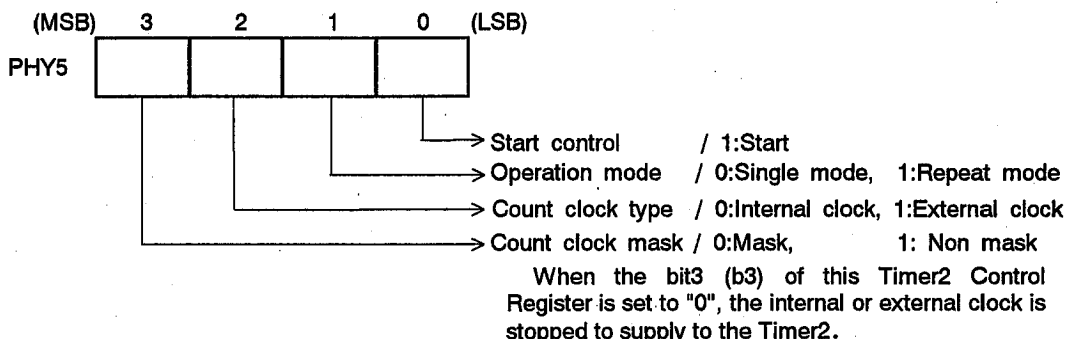 (MSB) 3 2 1 0 (LSB)
PHY5
Start control / 1:Start
Operation mode / 0:Single mode, 1:Repeat mode
Count clock type / 0:Internal clock, 1:External clock
Count clock mask / 0:Mask, 1: Non mask
When the bit3 (b3) of this Timer2 Control
Register is set to "0", the internal or external clock is
stopped to supply to the Timer2.